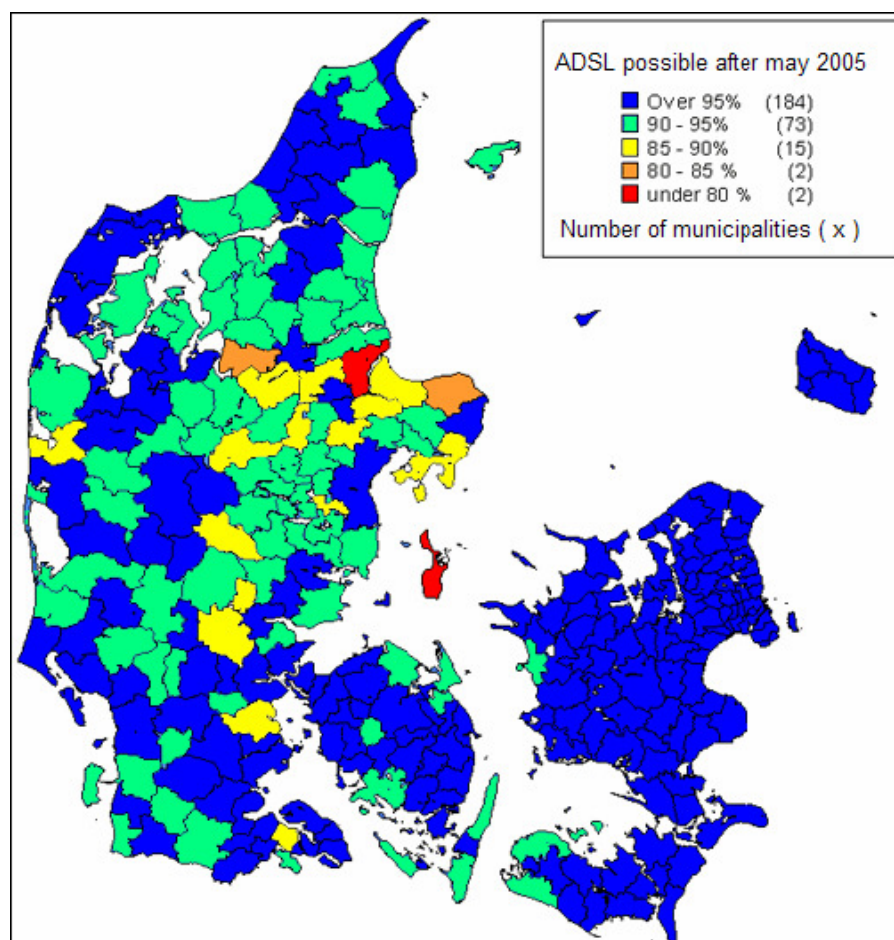 ADSL possible after may 2005
Over 95% (184)
90 - 95% (73)
85 - 90% (15)
80 - 85 % (2)
under 80 % (2)
Number of municipalities ( x )